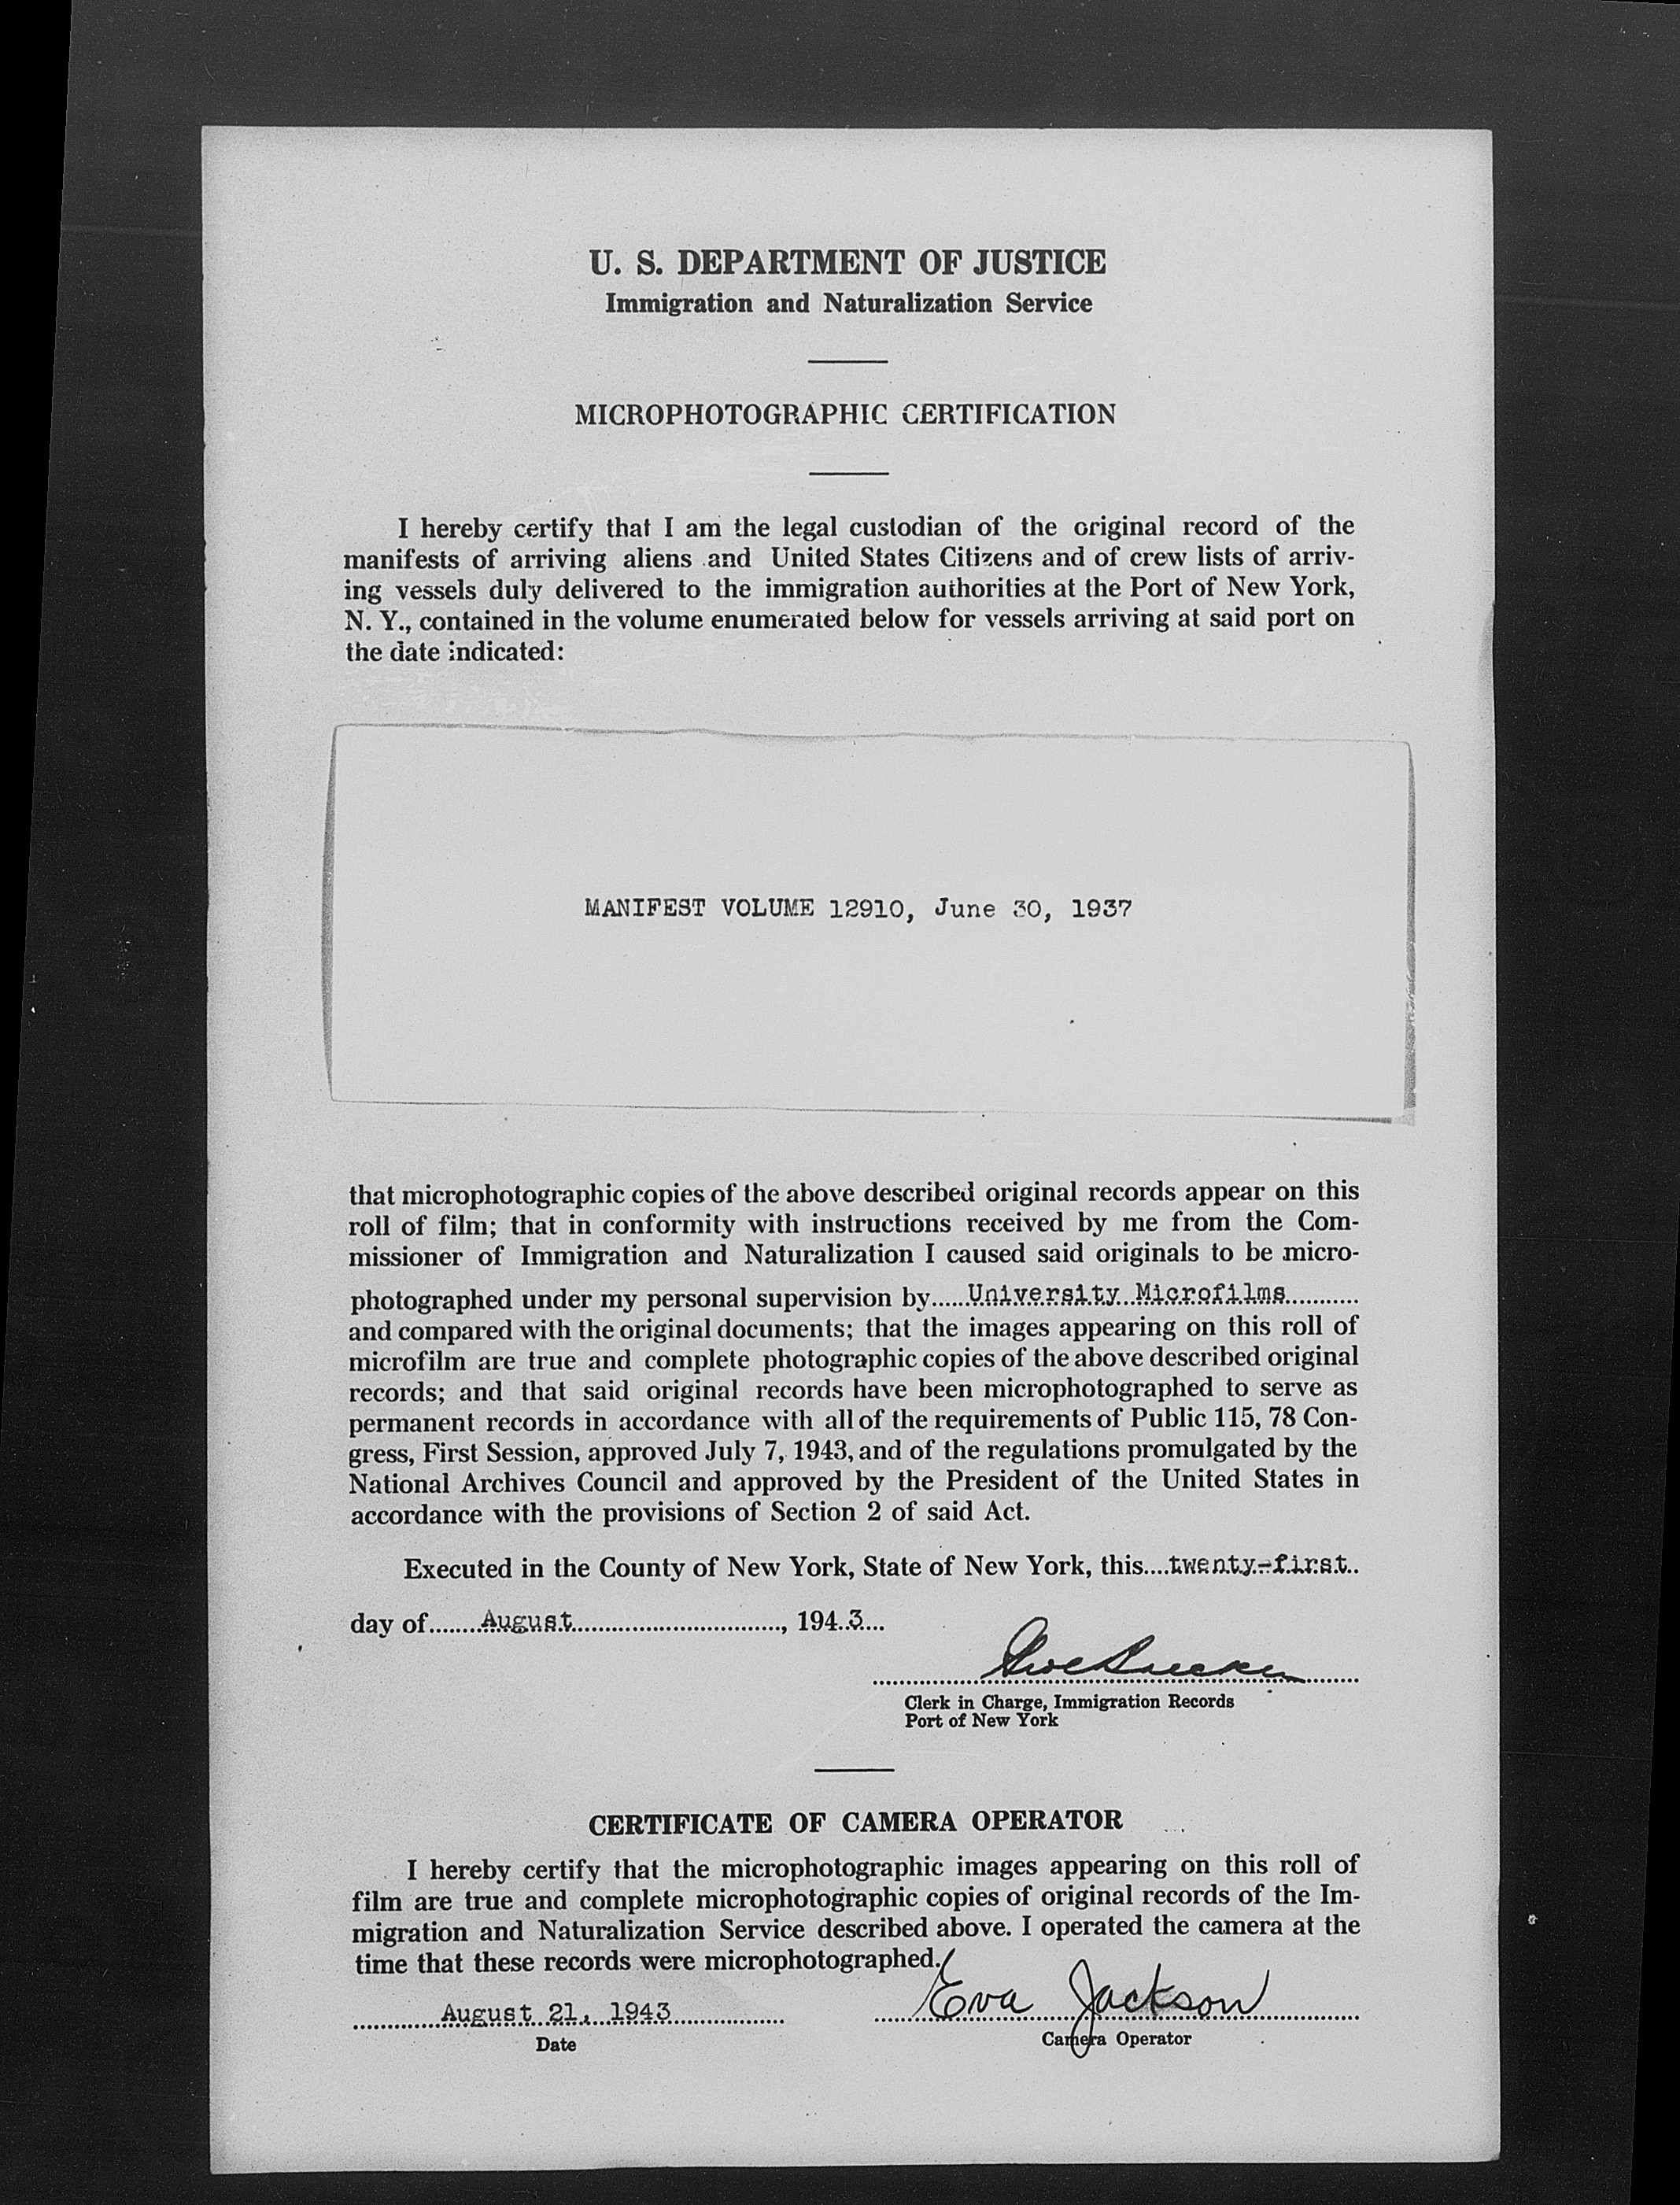 U. S. DEPARTMENT OF JUSTICE
Immigration and Naturalization Service
MICROPHOTOGRAPHIC CERTIFICATION
I hereby certify that I am the legal custodian of the original record of the
manifests of arriving aliens and United States Citizens and of crew lists of arriv-
ing vessels duly delivered to the immigration authorities at the Port of New York,
N. Y., contained in the volume enumerated below for vessels arriving at said port on
the date indicated:
MANIFEST VOLUME 12910, June 30, 1937
that microphotographic copies of the above described original records appear on this
roll of film; that in conformity with instructions received by me from the Com-
missioner of Immigration and Naturalization I caused said originals to be micro-
photographed under my personal supervision by.....University Microfilms...........
and compared with the original documents; that the images appearing on this roll of
microfilm are true and complete photographic copies of the above described original
records; and that said original records have been microphotographed to serve as
permanent records in accordance with all of the requirements of Public 115, 78 Con-
gress, First Session, approved July 7, 1943, and of the regulations promulgated by the
National Archives Council and approved by the President of the United States in
accordance with the provisions of Section 2 of said Act.
Executed in the County of New York, State of New York, this....twenty-first..
day of........August.................................., 194..3....
Clerk in Charge, Immigration Records
Port of New York
CERTIFICATE OF CAMERA OPERATOR
I hereby certify that the microphotographic images appearing on this roll of
film are true and complete microphotographic copies of original records of the Im-
migration and Naturalization Service described above. I operated the camera at the
time that these records were microphotographed.
August 21, 1943 Eva Jackson
Date Camera Operator